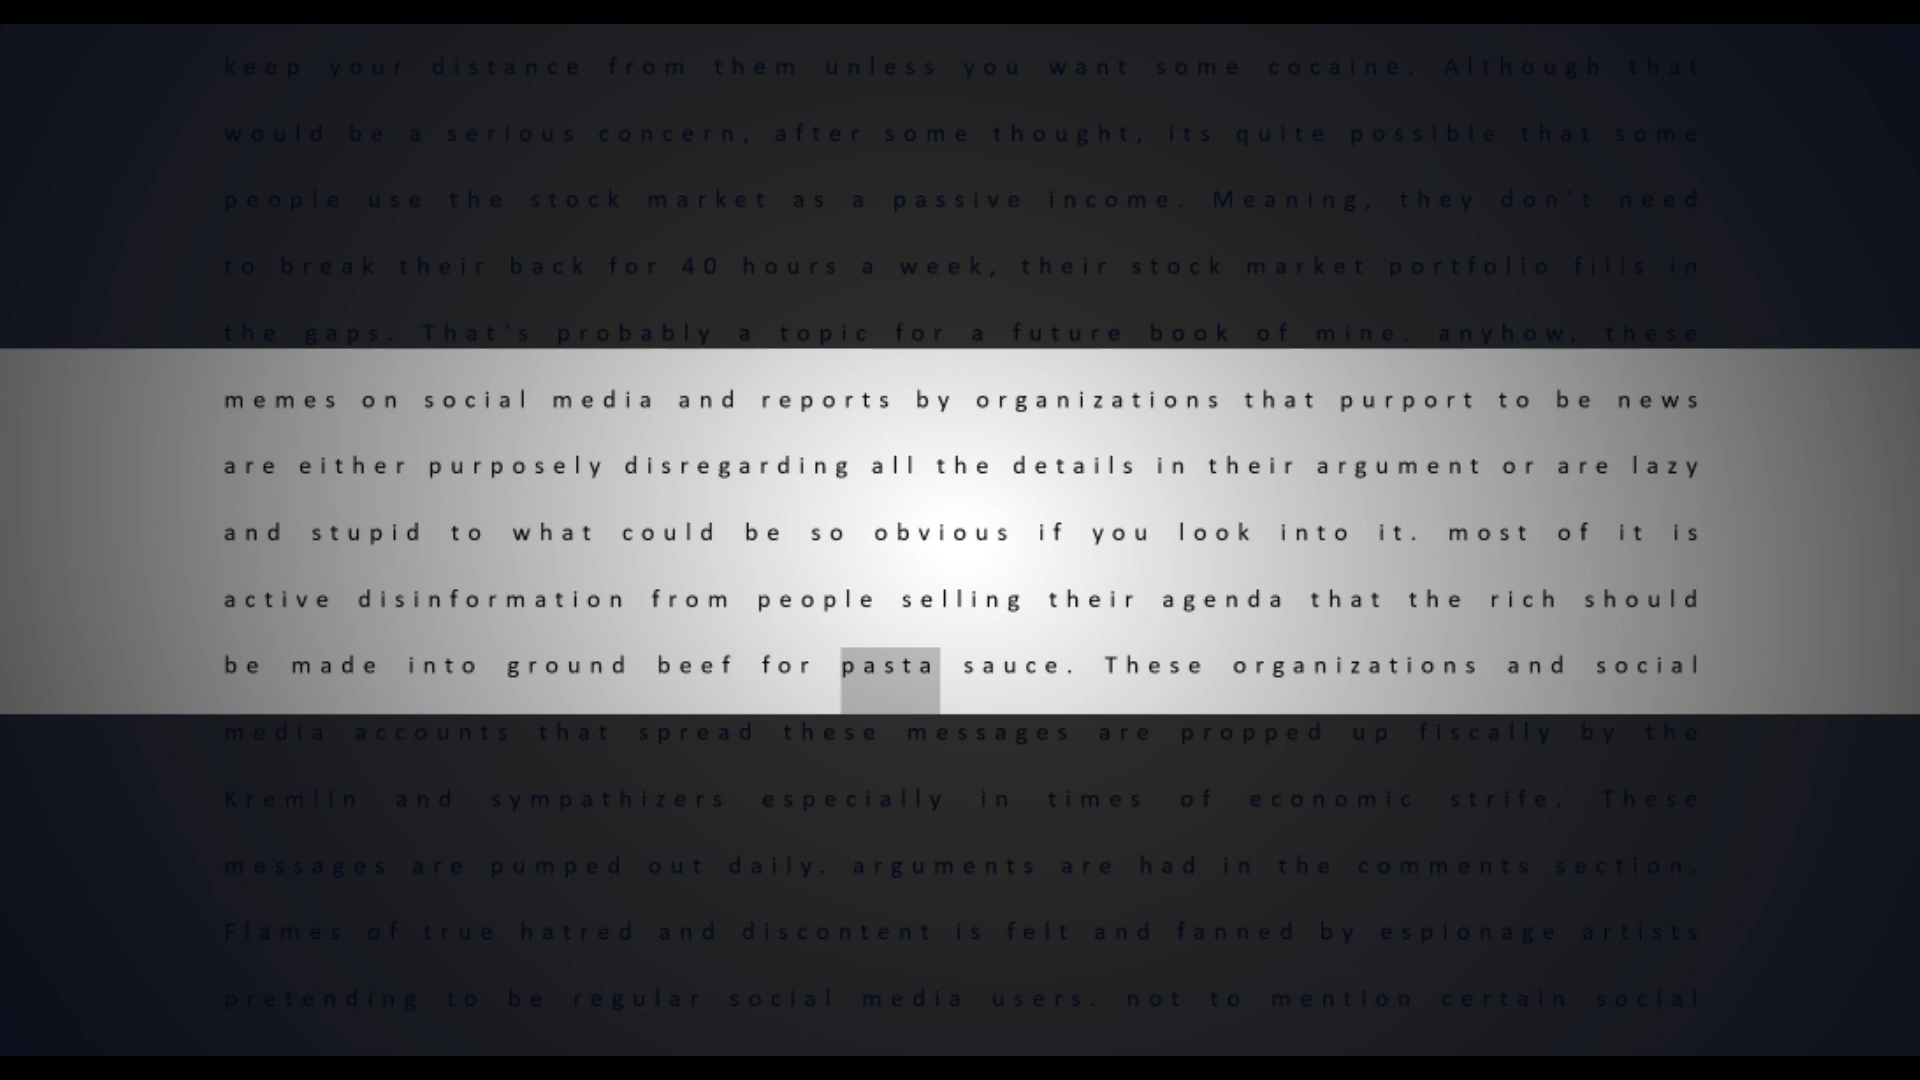 keep your distance from them unless you want some cocaine. Although that
would be a serious concern, after some thought, its quite possible that some
people use the stock market as a passive income. Meaning, they don't need
to break their back for 40 hours a week, their stock market portfolio fills in
the gaps. That's probably a topic for a future book of mine. anyhow, these
memes on social media and reports by organizations that purport to be news
are either purposely disregarding all the details in their argument or are lazy
and stupid to what could be so obvious if you look into it. most of it is
active disinformation from people selling their agenda that the rich should
be made into ground beef for pasta sauce. These organizations and social
media accounts that spread these messages are propped up fiscally by the
Kremlin and sympathizers especially in times of economic strife. These
messages are pumped out daily. arguments are had in the comments section.
Flames of true hatred and discontent is felt and fanned by espionage artists
pretending to be regular social media users. not to mention certain social